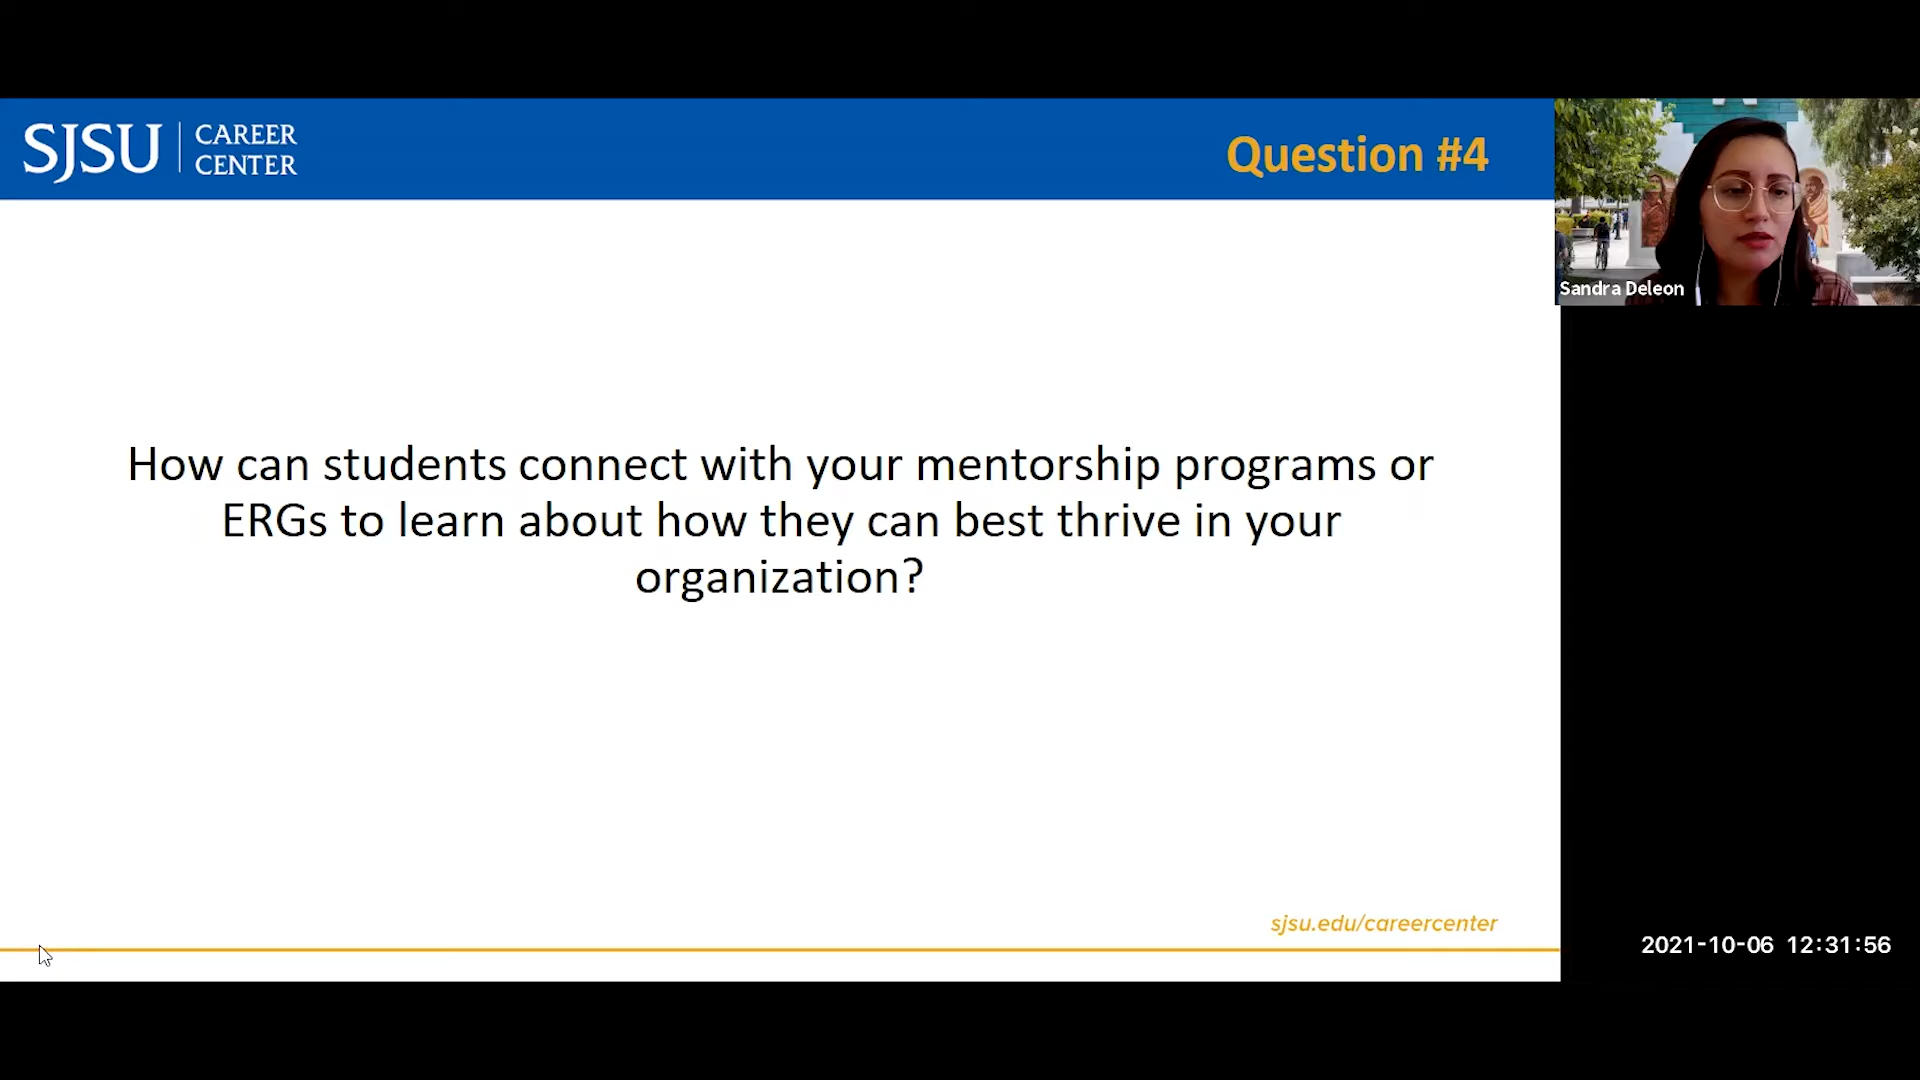 SJSU
CAREER
CENTER
Question #4
Sandra Deleon
How can students connect with your mentorship programs or
ERGs to learn about how they can best thrive in your
organization?
sjsu.edu/careercenter
2021-10-06 12:31:56